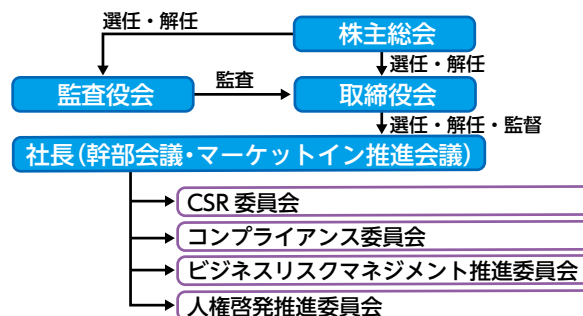 選任・解任
株主総会
選任・解任
監査役会
監査
取締役会
選任・解任・監督
社長(幹部会議・マーケットイン推進会議)
CSR 委員会
コンプライアンス委員会
ビジネスリスクマネジメント推進委員会
人権啓発推進委員会